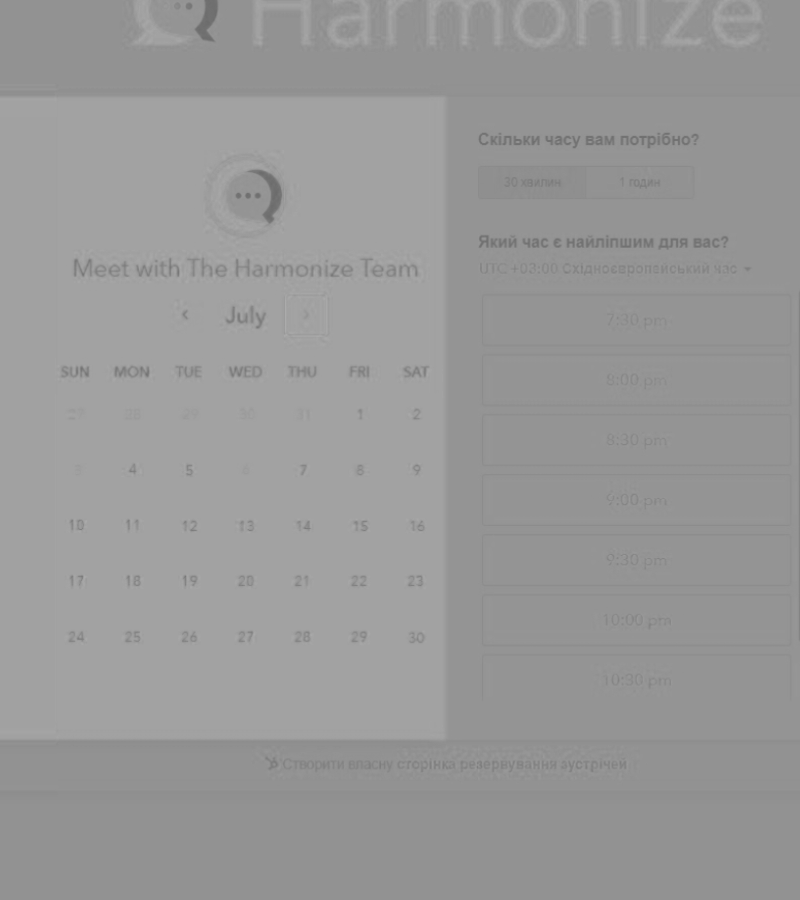 Harmonize
Meet with The Harmonize Team
July
SUN MON TUE WED THU FRI SAT
29 30 31 1 2
3 4 5 6 7 8 9
10 11 12 13 14 15 16
17 18 19 20 21 22 23
24 25 26 27 28 29 30
Скільки часу вам потрібно?
30 хвилин 1 годин
Який час є найліпшим для вас?
UTC +03:00 Східноєвропейський час
7:30 pm
8:00 pm
8:30 pm
9:00 pm
9:30 pm
10:00 pm
10:30 pm
Створити власну сторінка резервування зустрічей